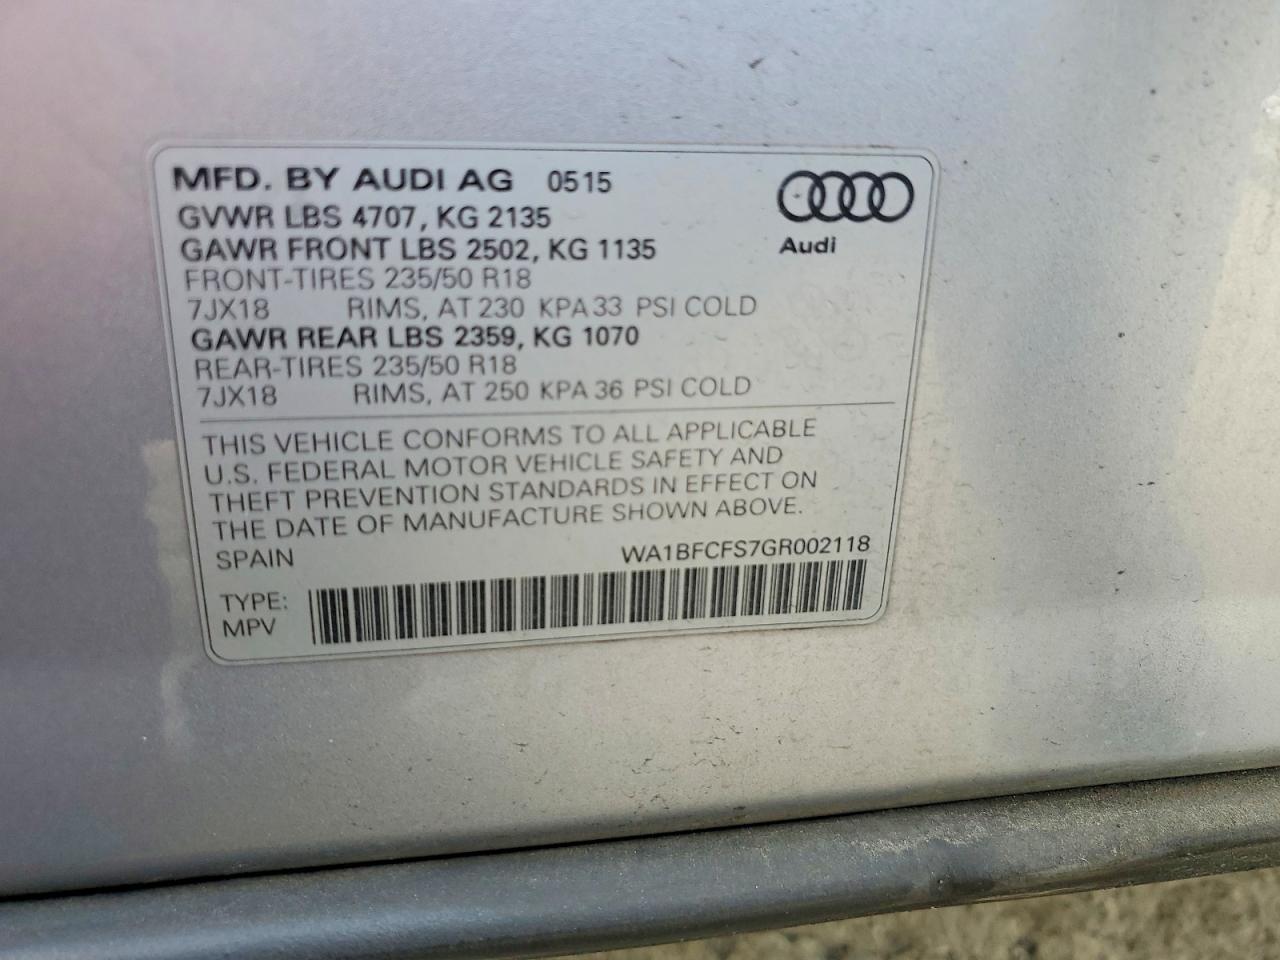 MFD. BY AUDI AG 0515
GVWR LBS 4707, KG 2135
GAWR FRONT LBS 2502, KG 1135
FRONT-TIRES 235/50 R18
7JX18 RIMS, AT 230 KPA 33 PSI COLD
GAWR REAR LBS 2359, KG 1070
REAR-TIRES 235/50 R18
7JX18 RIMS, AT 250 KPA 36 PSI COLD
Audi
THIS VEHICLE CONFORMS TO ALL APPLICABLE
U.S. FEDERAL MOTOR VEHICLE SAFETY AND
THEFT PREVENTION STANDARDS IN EFFECT ON
THE DATE OF MANUFACTURE SHOWN ABOVE.
SPAIN WA1BFCFS7GR002118
TYPE:
MPV